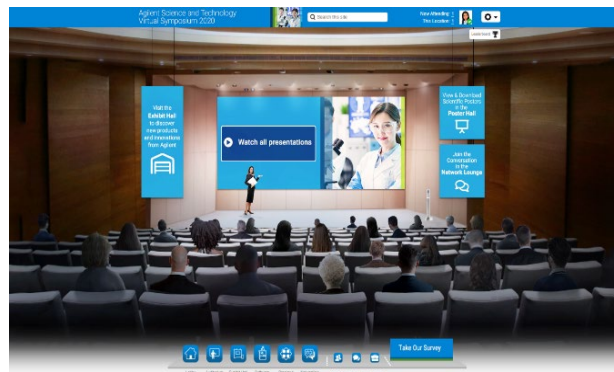 Agilent Science and Technology
Virtual Symposium 2020
Search this site
Now Attending:
This Location:
Leaderboard
Visit the
Exhibit Hall
to discover
new products
and innovations
from Agilent
Watch all presentations
View & Download
Scientific Posters
in the
Poster Hall
Join the
Conversation
in the
Network Lounge
Take Our Survey